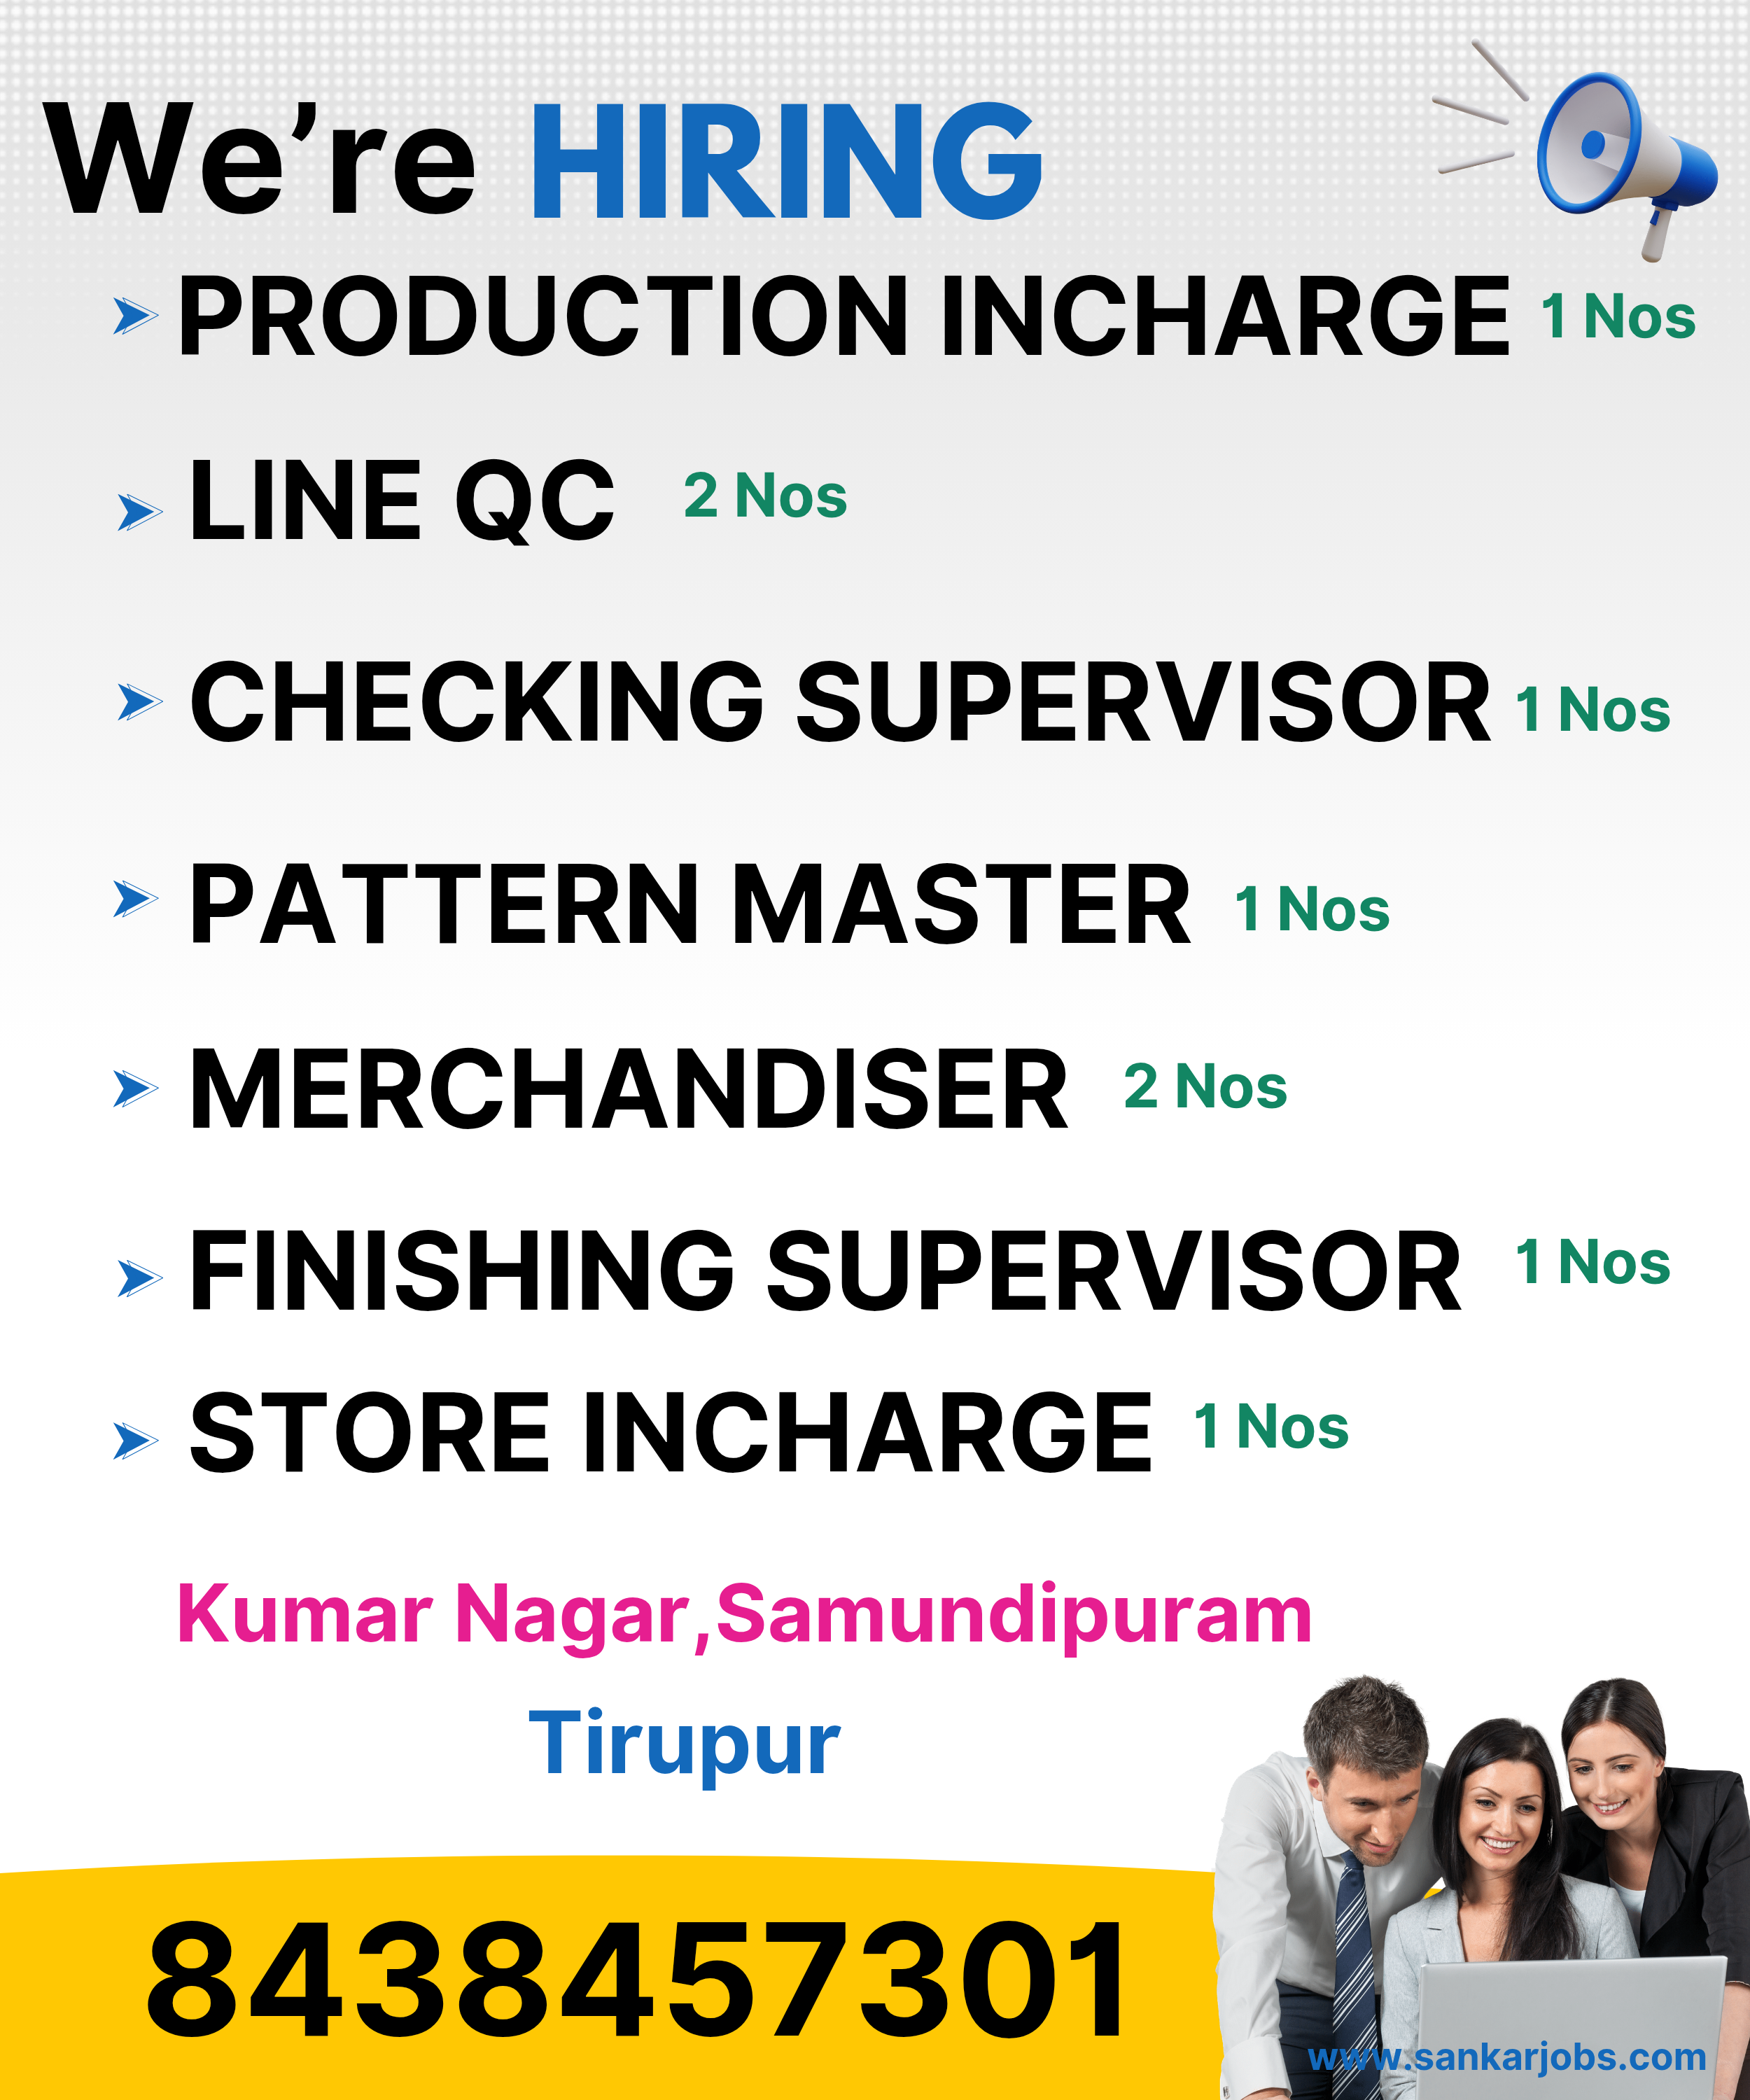 We’re HIRING
PRODUCTION INCHARGE 1 Nos
LINE QC 2 Nos
CHECKING SUPERVISOR 1 Nos
PATTERN MASTER 1 Nos
MERCHANDISER 2 Nos
FINISHING SUPERVISOR 1 Nos
STORE INCHARGE 1 Nos
Kumar Nagar,Samundipuram
Tirupur
8438457301
www.sankarjobs.com